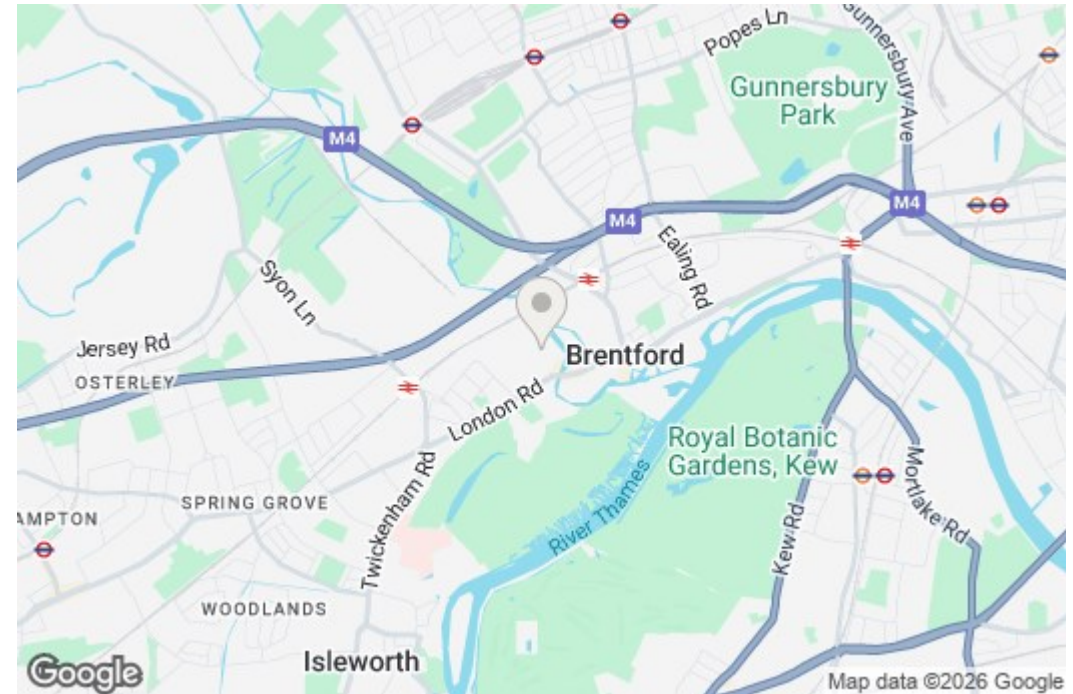 Popes Ln
Gunnersbury Ave
Gunnersbury
Park
M4
M4
M4
Ealing Rd
Syon Ln
Jersey Rd
OSTERLEY
Brentford
London Rd
Royal Botanic
Gardens, Kew
Mortlake Rd
Kew Rd
River Thames
Twickenham Rd
SPRING GROVE
AMPTON
WOODLANDS
Isleworth
Google
Map data ©2026 Google